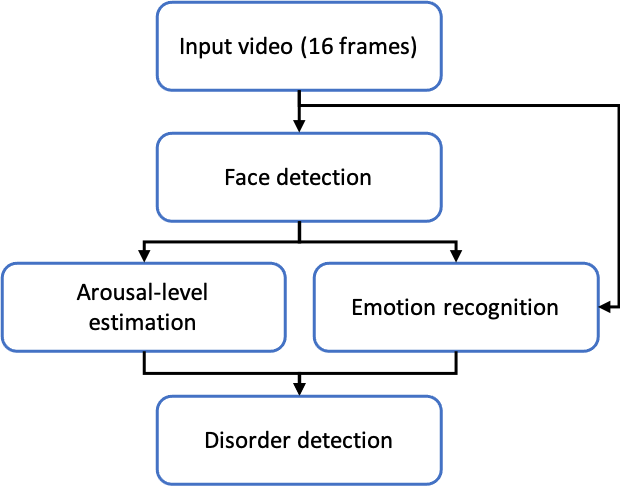 Input video (16 frames)
Face detection
Arousal-level
estimation
Emotion recognition
Disorder detection